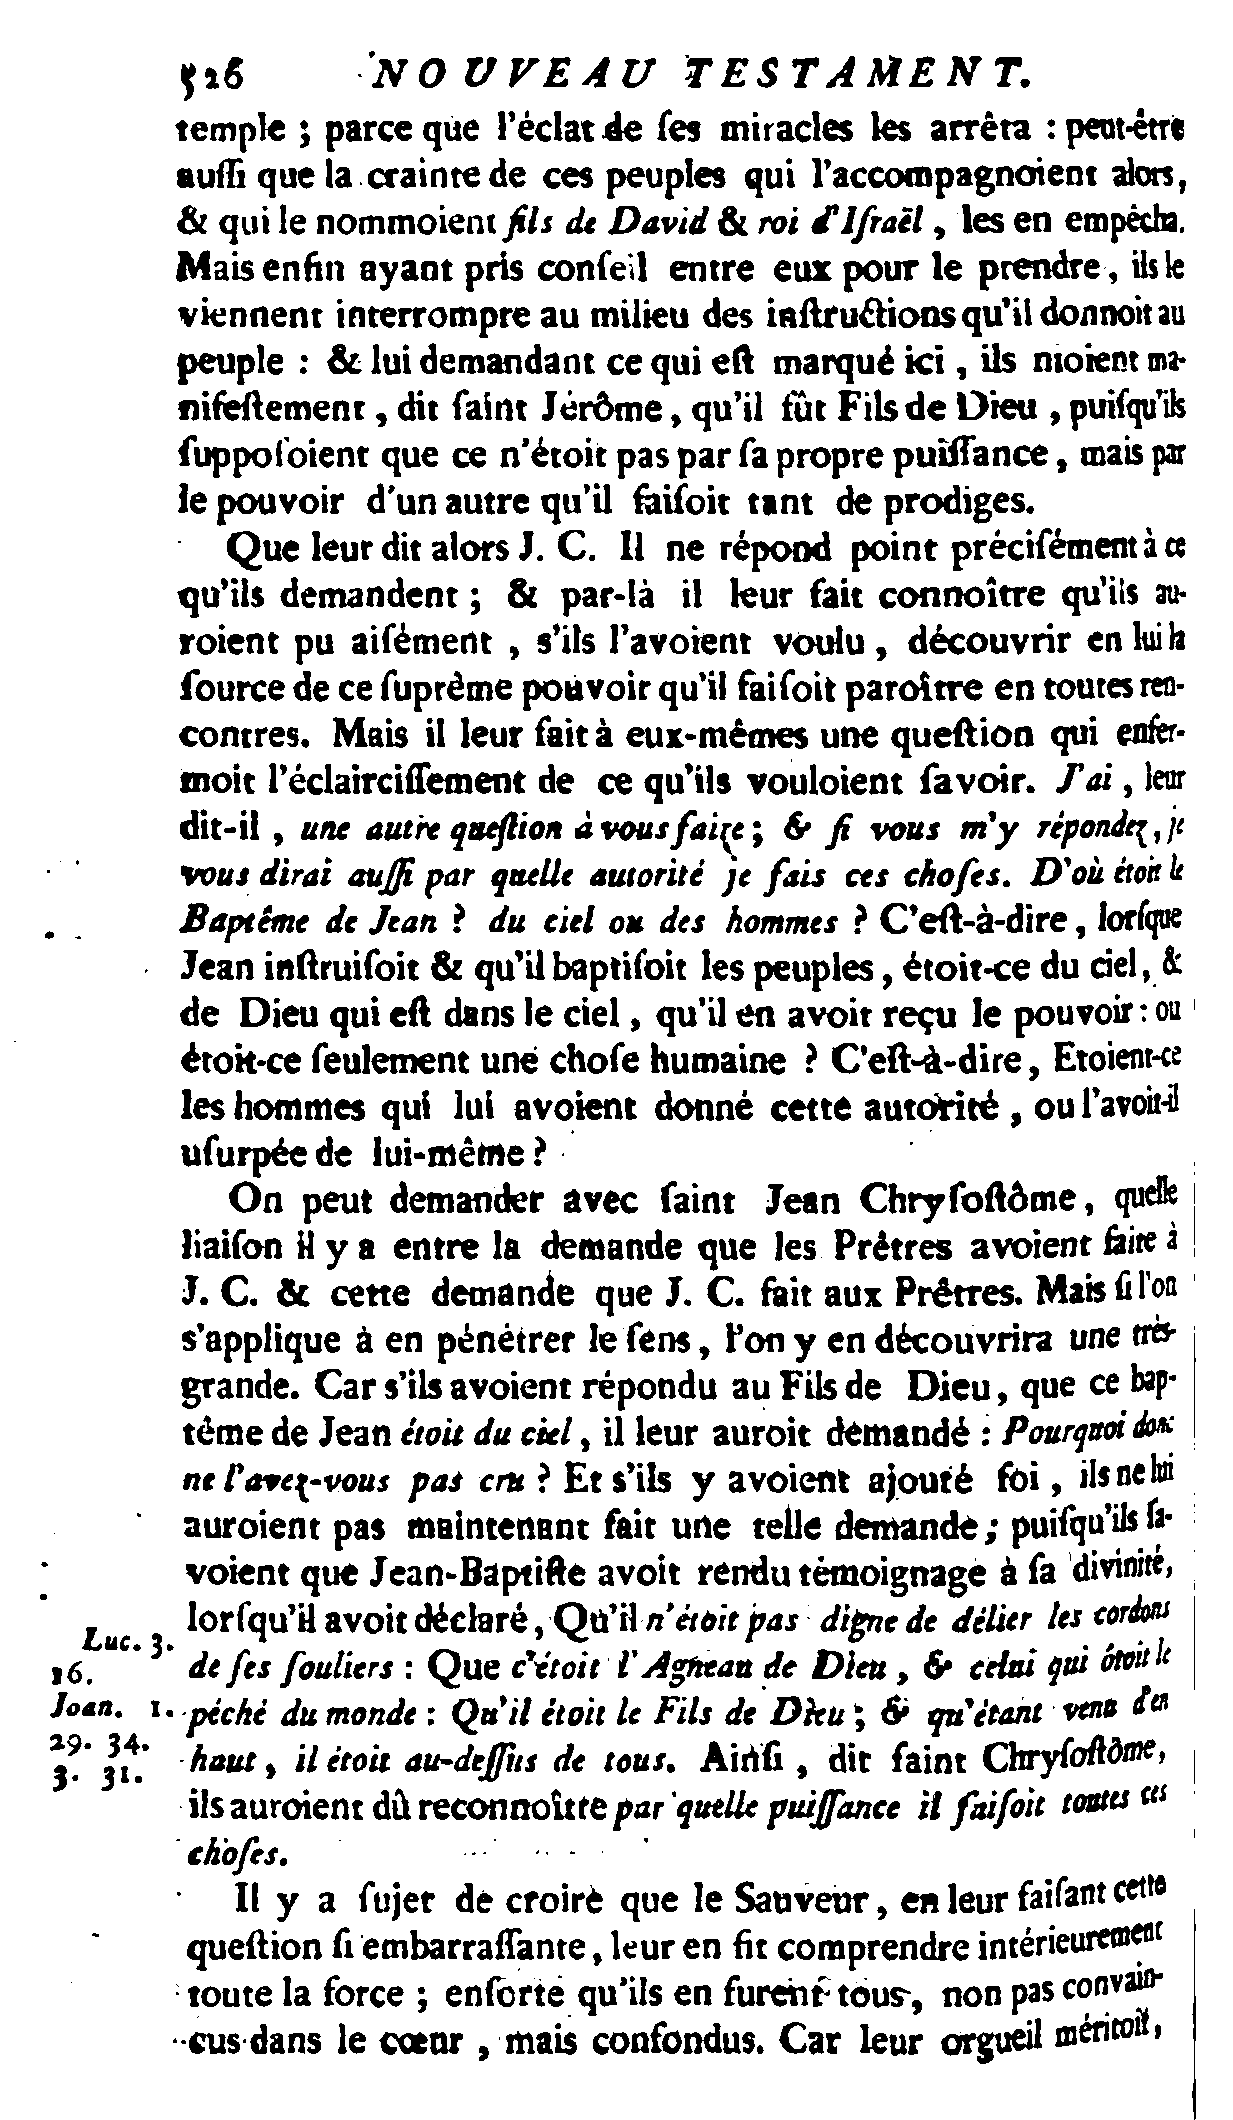 526 NOUVEAU TESTAMENT.
temple ; parce que l'éclat de ſes miracles les arrêta : peut-être
auſſi que la crainte de ces peuples qui l'accompagnoient alors,
& qui le nommoient fils de David & roi d'Iſraël, les en empêcha.
Mais enfin ayant pris conſeil entre eux pour le prendre, ils le
viennent interrompre au milieu des inſtructions qu'il donnoit au
peuple : & lui demandant ce qui eſt marqué ici, ils nioient ma-
nifeſtement, dit ſaint Jérôme, qu'il fût Fils de Dieu, puiſqu'ils
ſuppoſoient que ce n'étoit pas par ſa propre puiſſance, mais par
le pouvoir d'un autre qu'il faiſoit tant de prodiges.
Que leur dit alors J. C. Il ne répond point préciſément à ce
qu'ils demandent ; & par-là il leur fait connoître qu'ils au-
roient pu aiſément, s'ils l'avoient voulu, découvrir en lui la
ſource de ce ſuprême pouvoir qu'il faiſoit paroître en toutes ren-
contres. Mais il leur fait à eux-mêmes une queſtion qui enfer-
moit l'éclairciſſement de ce qu'ils vouloient ſavoir. J'ai, leur
dit-il, une autre queſtion à vous faire ; & ſi vous m'y répondez, je
vous dirai auſſi par quelle autorité je fais ces choſes. D'où étoit le
Baptême de Jean ? du ciel ou des hommes ? C'eſt-à-dire, lorſque
Jean inſtruiſoit & qu'il baptiſoit les peuples, étoit-ce du ciel, &
de Dieu qui eſt dans le ciel, qu'il en avoit reçu le pouvoir : ou
étoit-ce ſeulement une choſe humaine ? C'eſt-à-dire, Etoient-ce
les hommes qui lui avoient donné cette autorité, ou l'avoit-il
uſurpée de lui-même ?
On peut demander avec ſaint Jean Chryſoſtôme, quelle
liaiſon il y a entre la demande que les Prêtres avoient faite à
J. C. & cette demande que J. C. fait aux Prêtres. Mais ſi l'on
s'applique à en pénétrer le ſens, l'on y en découvrira une très-
grande. Car s'ils avoient répondu au Fils de Dieu, que ce bap-
tême de Jean étoit du ciel, il leur auroit demandé : Pourquoi donc
ne l'avez-vous pas cru ? Et s'ils y avoient ajouté foi, ils ne lui
auroient pas maintenant fait une telle demande ; puiſqu'ils ſa-
voient que Jean-Baptiſte avoit rendu témoignage à ſa divinité,
lorſqu'il avoit déclaré, Qu'il n'étoit pas digne de délier les cordons
de ſes ſouliers : Que c'étoit l'Agneau de Dieu, & celui qui ôtoit le
péché du monde : Qu'il étoit le Fils de Dieu ; & qu'étant venu d'en
haut, il étoit au-deſſus de tous. Ainſi, dit ſaint Chryſoſtôme,
ils auroient dû reconnoître par quelle puiſſance il faiſoit toutes ces
choſes.
Luc. 3.
16.
Joan. 1.
29. 34.
3. 31.
Il y a ſujet de croire que le Sauveur, en leur faiſant cette
queſtion ſi embarraſſante, leur en fit comprendre intérieurement
toute la force ; enſorte qu'ils en furent tous, non pas convain-
cus dans le cœur, mais confondus. Car leur orgueil méritoit,